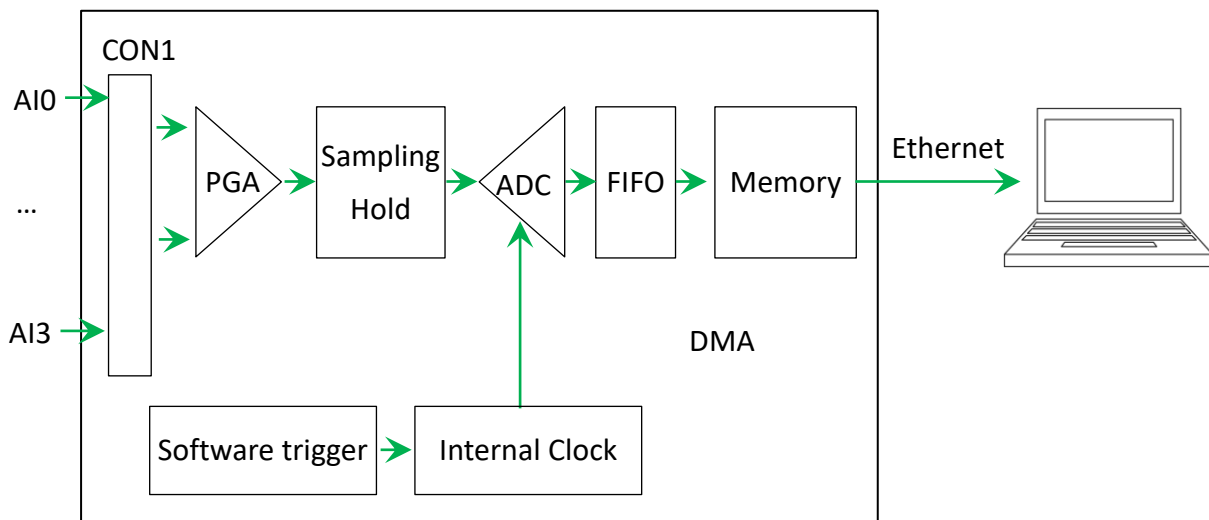 CON1
AI0
...
AI3
PGA
Sampling
Hold
ADC
FIFO
Memory
Ethernet
DMA
Software trigger
Internal Clock